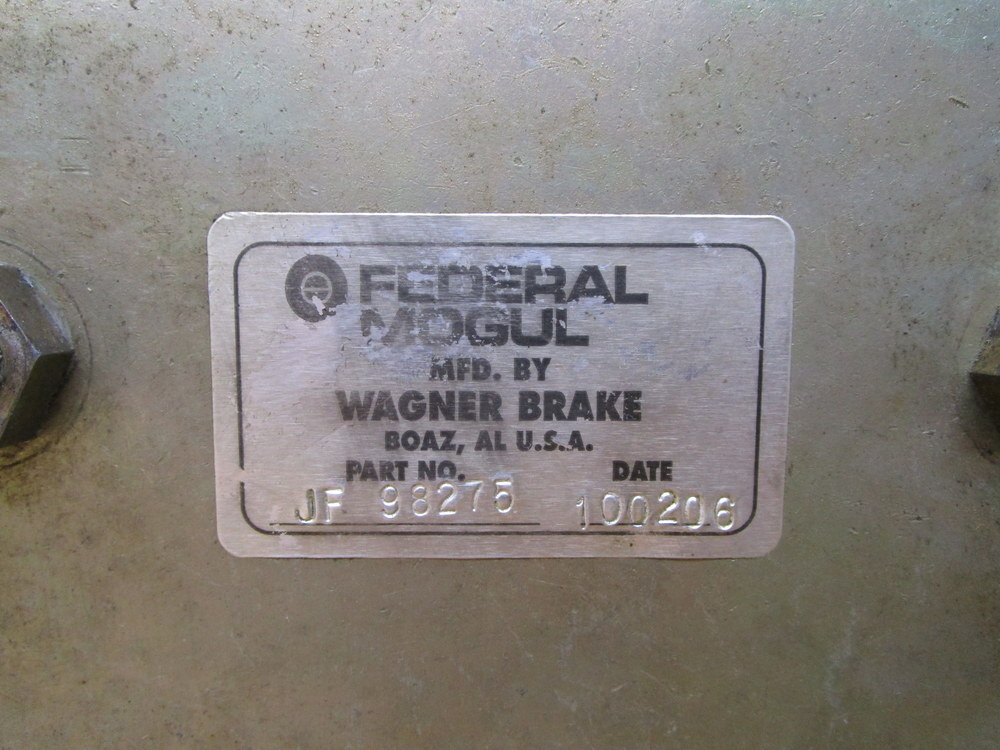 FEDERAL
MOGUL
MFD. BY
WAGNER BRAKE
BOAZ, AL U.S.A.
PART NO. DATE
JF 98275 100206